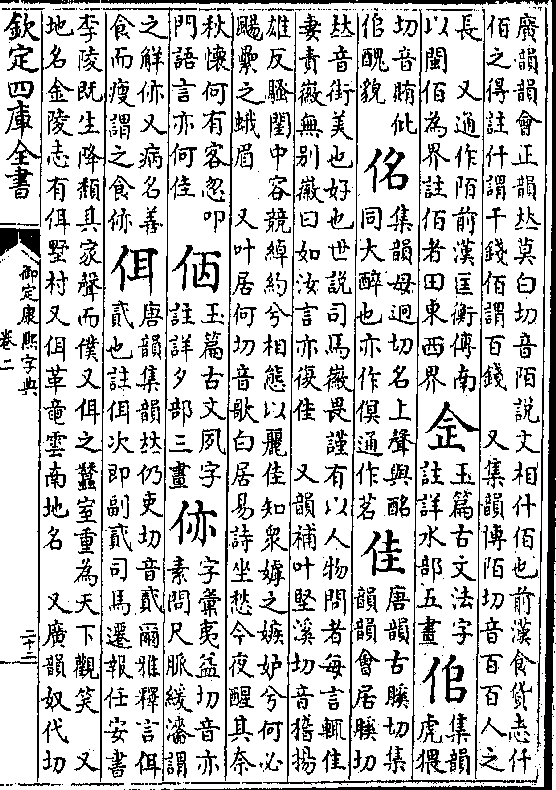 廣韻韻會正韻𠀤莫白切音陌說文相什佰也前漢食貨志仟
佰之得註仟謂千錢佰謂百錢 又集韻博陌切音百百人之
長 又通作陌前漢匡衡傳南
以閩佰為界註佰者田東西界
佱
玉篇古文法字
註詳水部五畫
㑁
集韻
虎猥
切音賄㑁
㑁醜貌
佲
集韻母迥切名上聲與酩
同大醉也亦作㑁通作茗
佳
唐韻古膎切集
韻韻會居膎切
𠀤音街美也好也世說司馬徽畏謹有以人物問者每言輒佳
妻責徽無別徽曰如汝言亦復佳 又韻補叶堅溪切音稽揚
雄反騷閨中容競綽約兮相態以麗佳知衆嫭之嫉妒兮何必
颺纍之蛾眉 又叶居何切音歌白居易詩坐愁今夜醒其奈
秋懷何有客忽叩
門語言亦何佳
㑉
玉篇古文夙字
註詳夕部三畫
㑊
字彙夷益切音亦
素問尺脈緩濇謂
之解㑊又病名善
食而瘦謂之食㑊
佴
唐韻集韻𠀤仍吏切音貳爾雅釋言佴
貳也註佴次即副貳司馬遷報任安書
李陵既生降頹其家聲而僕又佴之蠶室重為天下觀笑 又
地名金陵志有佴墅村又佴革竜雲南地名 又廣韻奴代切
欽定四庫全書
御定康熙字典
卷二
二十三